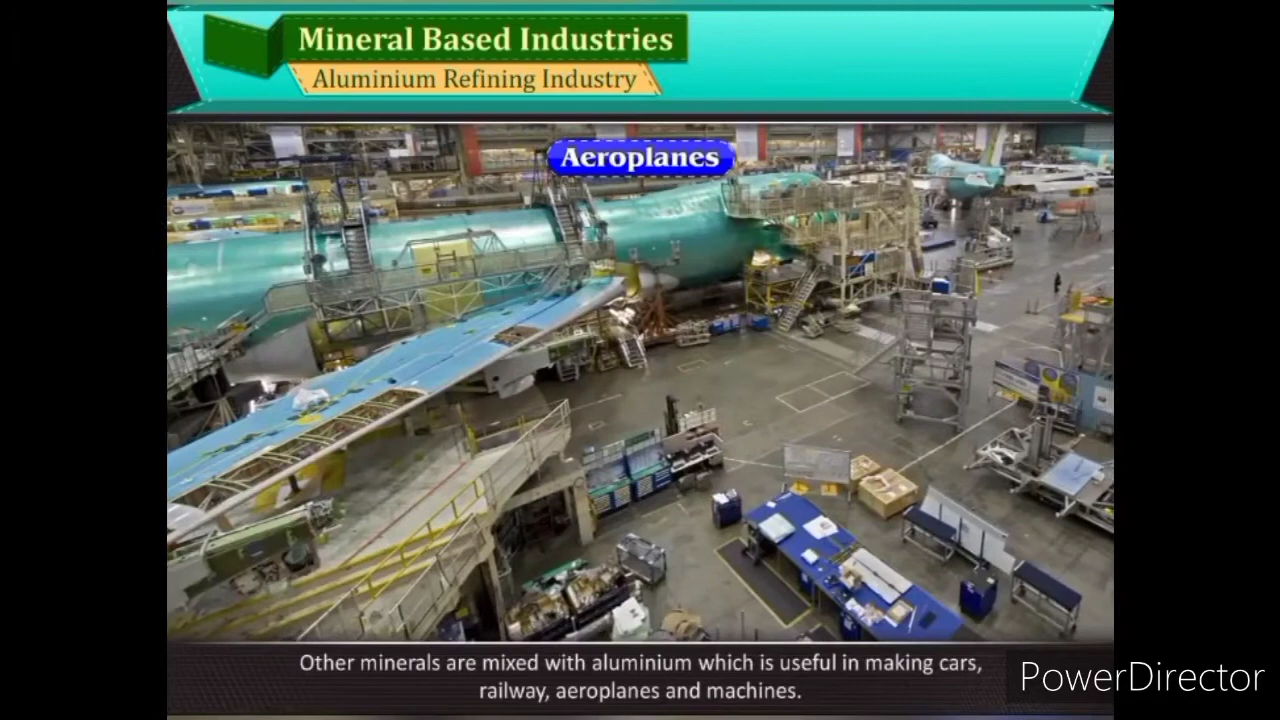 Mineral Based Industries
Aluminium Refining Industry
Aeroplanes
Other minerals are mixed with aluminium which is useful in making cars,
railway, aeroplanes and machines.
PowerDirector